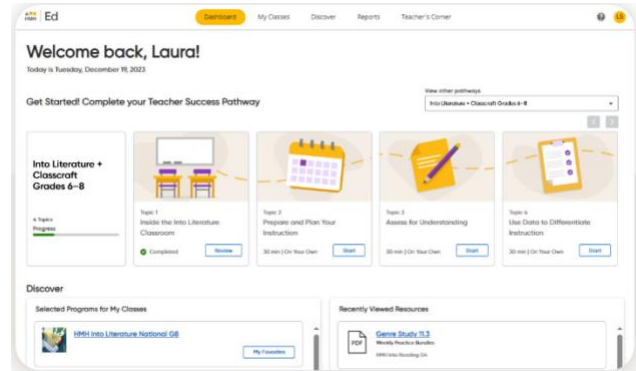 HMH Ed
Dashboard My Classes Discover Reports Teacher's Corner
LS
Welcome back, Laura!
Today is Tuesday, December 19, 2023
Get Started! Complete your Teacher Success Pathway
View other pathways
Into Literature + Classcraft Grades 6-8
Into Literature +
Classcraft
Grades 6–8
4 Topics
Progress
Topic 1
Inside the Into Literature
Classroom
Completed Review
Topic 2
Prepare and Plan Your
Instruction
30 min | On Your Own Start
Topic 3
Assess for Understanding
30 min | On Your Own Start
Topic 4
Use Data to Differentiate
Instruction
30 min | On Your Own Start
Discover
Selected Programs for My Classes
HMH Into Literature National G8
My Favorites
Recently Viewed Resources
PDF
Genre Study 11.3
Weekly Practice Bundles